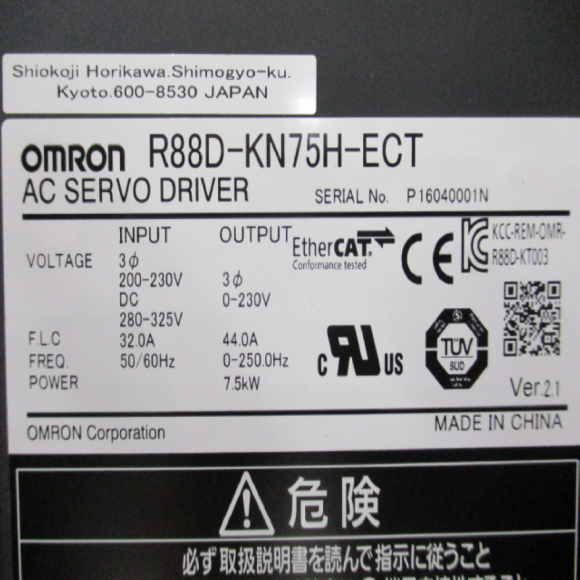 Shiokoji Horikawa.Shimogyo-ku.
Kyoto.600-8530 JAPAN
OMRON R88D-KN75H-ECT
AC SERVO DRIVER SERIAL No. P16040001N
INPUT OUTPUT
VOLTAGE 3ϕ
200-230V 3ϕ
DC 0-230V
280-325V
F.L.C 32.0A 44.0A
FREQ. 50/60Hz 0-250.0Hz
POWER 7.5kW
EtherCAT
Conformance tested
CE
KCC-REM-OMR-
R88D-KT003
c RU US
TÜV
SÜD
Ver.2.1
OMRON Corporation MADE IN CHINA
危険
必ず取扱説明書を読んで指示に従うこと